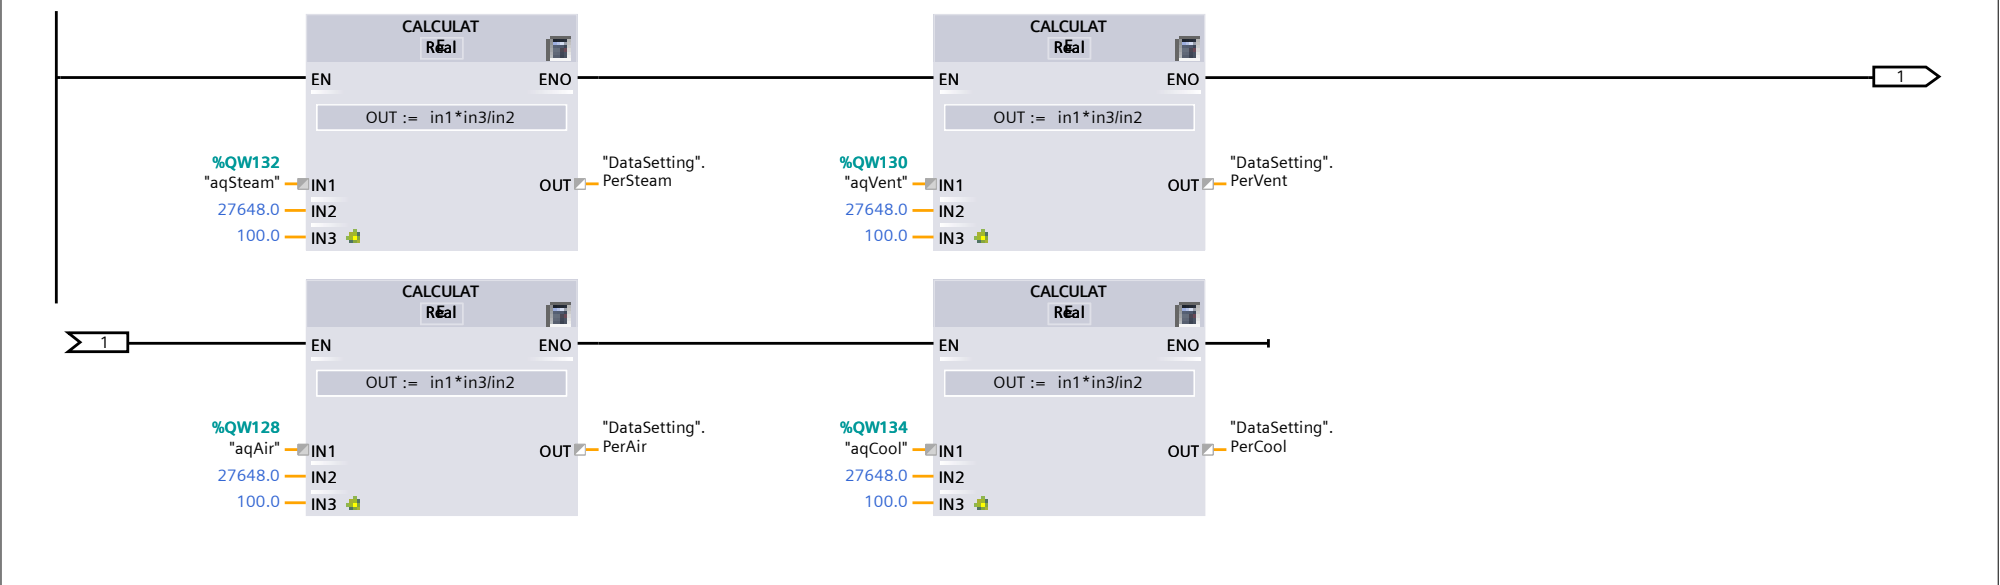 CALCULAT
E
Real
EN
ENO
OUT := in1*in3/in2
%QW132
"aqSteam"
IN1
27648.0
IN2
100.0
IN3
OUT
"DataSetting".
PerSteam
CALCULAT
E
Real
EN
ENO
OUT := in1*in3/in2
%QW130
"aqVent"
IN1
27648.0
IN2
100.0
IN3
OUT
"DataSetting".
PerVent
1
1
CALCULAT
E
Real
EN
ENO
OUT := in1*in3/in2
%QW128
"aqAir"
IN1
27648.0
IN2
100.0
IN3
OUT
"DataSetting".
PerAir
CALCULAT
E
Real
EN
ENO
OUT := in1*in3/in2
%QW134
"aqCool"
IN1
27648.0
IN2
100.0
IN3
OUT
"DataSetting".
PerCool